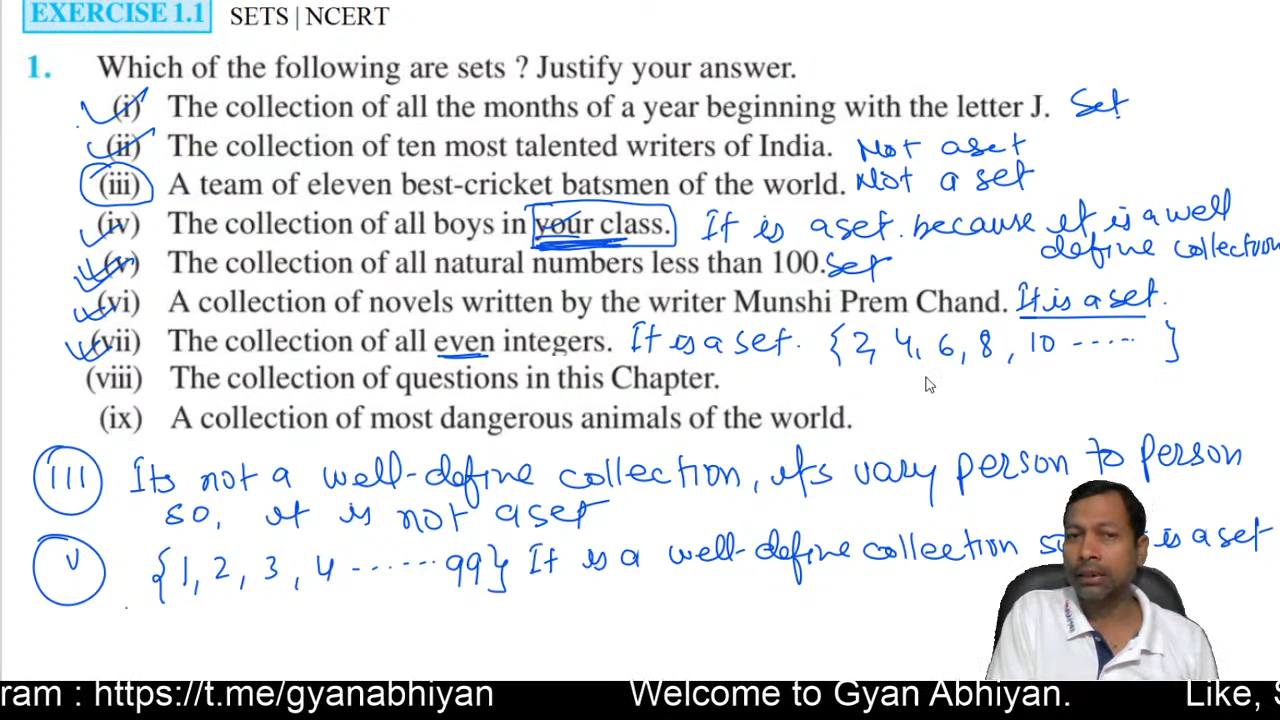 EXERCISE 1.1 SETS | NCERT
1. Which of the following are sets ? Justify your answer.
(i) The collection of all the months of a year beginning with the letter J. Set
(ii) The collection of ten most talented writers of India. Not a set
(iii) A team of eleven best-cricket batsmen of the world. Not a set
(iv) The collection of all boys in your class. It is a set. because it is a well
define collection
(v) The collection of all natural numbers less than 100. Set
(vi) A collection of novels written by the writer Munshi Prem Chand. It is a set.
(vii) The collection of all even integers. It is a set. {2, 4, 6, 8, 10 ----- }
(viii) The collection of questions in this Chapter.
(ix) A collection of most dangerous animals of the world.
III Its not a well-define collection, it's vary person to person
so, it is not a set
V {1, 2, 3, 4 ------- 99} It is a well-define collection is a set
ram : https://t.me/gyanabhiyan Welcome to Gyan Abhiyan. Like, S